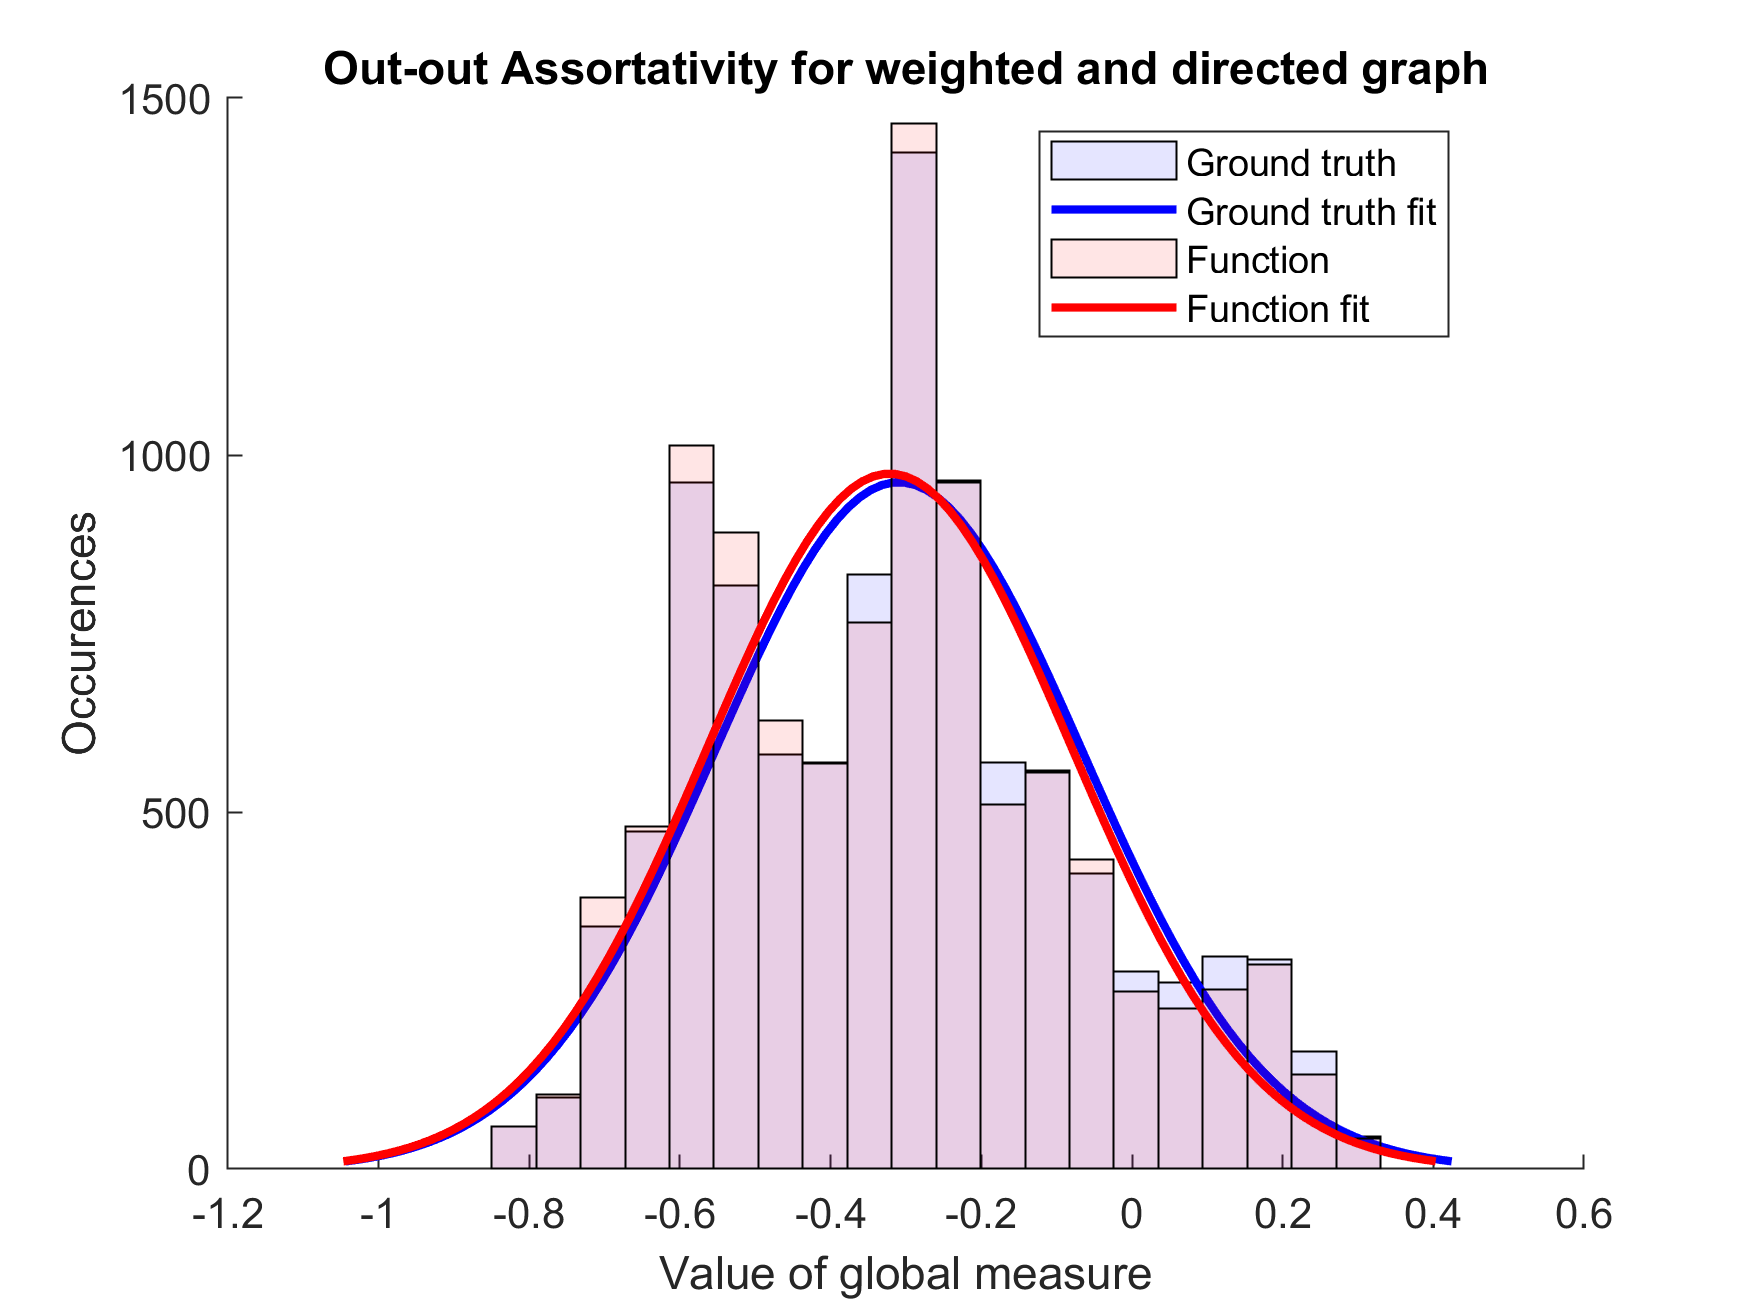 Out-out Assortativity for weighted and directed graph
1500
1000
500
0
Occurences
Ground truth
Ground truth fit
Function
Function fit
-1.2 -1 -0.8 -0.6 -0.4 -0.2 0 0.2 0.4 0.6
Value of global measure